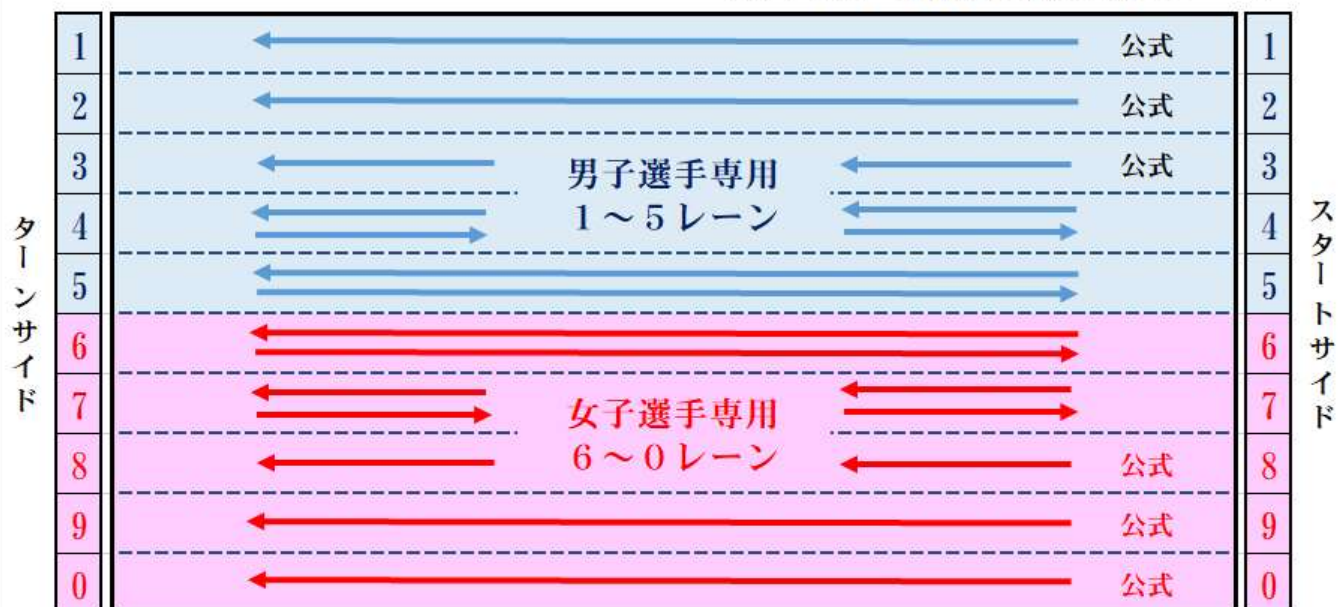 1 公式 1
2 公式 2
3 公式 3
男子選手専用
1～5レーン
4 4
5 5
6 6
7 7
女子選手専用
6～0レーン
8 公式 8
9 公式 9
0 公式 0
ターンサイド
スタートサイド